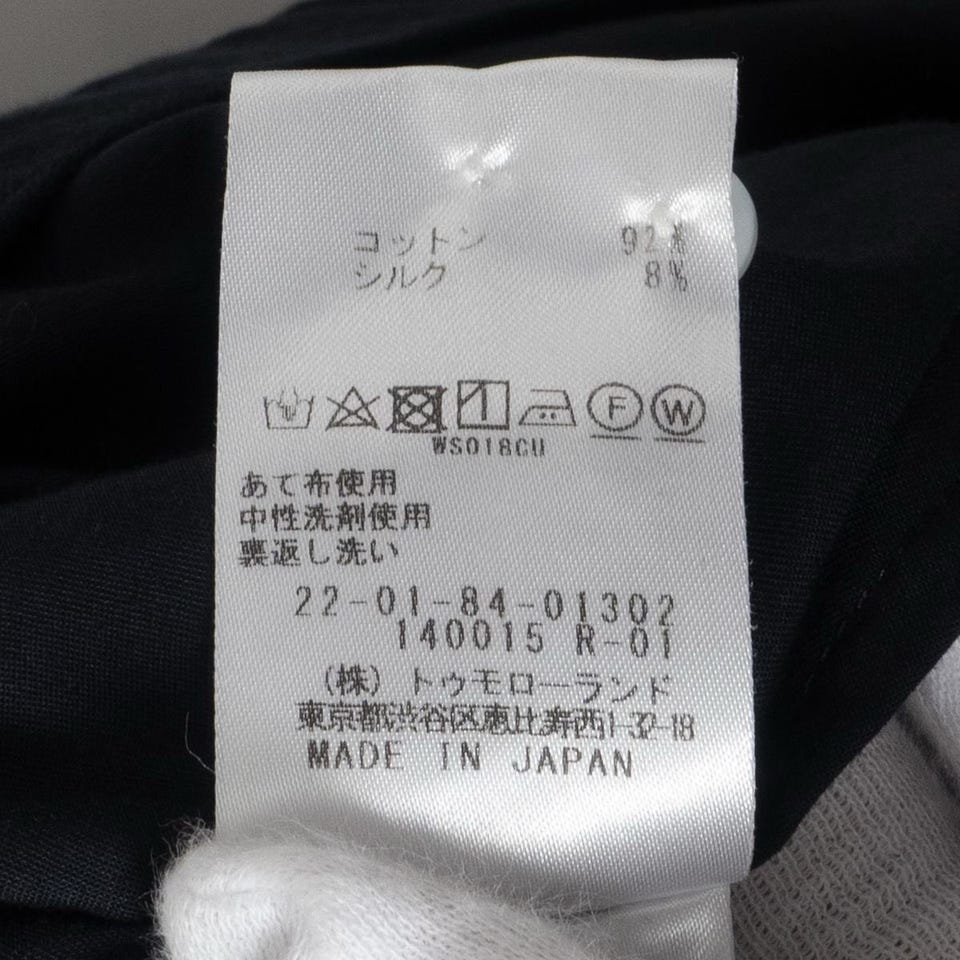 コットン 92%
シルク 8%
F W
WS018CU
あて布使用
中性洗剤使用
裏返し洗い
22-01-84-01302
140015 R-01
(株) トゥモローランド
東京都渋谷区恵比寿西1-32-18
MADE IN JAPAN